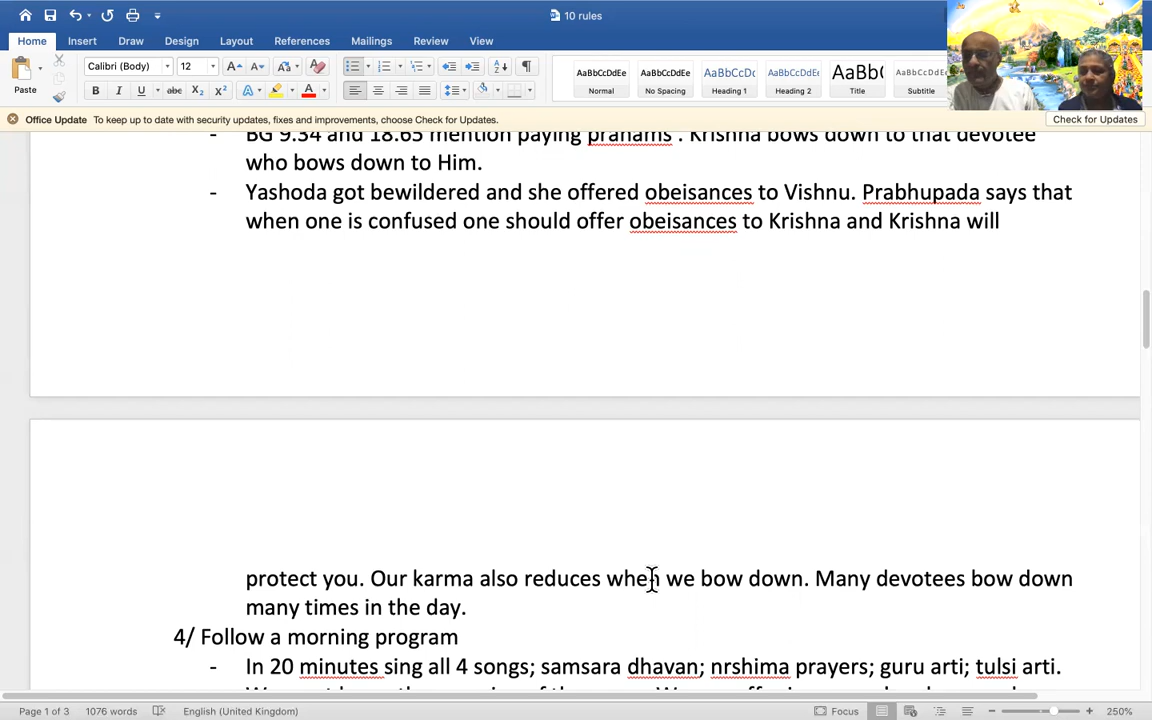 10 rules
Home Insert Draw Design Layout References Mailings Review View
Paste
Calibri (Body) 12
AaBbCcDdEe AaBbCcDdEe AaBbCcDc AaBbCcDdEe AaBbC AaBbCcDdEe
Normal No Spacing Heading 1 Heading 2 Title Subtitle
Office Update To keep up to date with security updates, fixes and improvements, choose Check for Updates. Check for Updates
- BG 9.34 and 18.65 mention paying pranams . Krishna bows down to that devotee
who bows down to Him.
- Yashoda got bewildered and she offered obeisances to Vishnu. Prabhupada says that
when one is confused one should offer obeisances to Krishna and Krishna will
protect you. Our karma also reduces when we bow down. Many devotees bow down
many times in the day.
4/ Follow a morning program
- In 20 minutes sing all 4 songs; samsara dhavan; nrshima prayers; guru arti; tulsi arti.
Page 1 of 3 1076 words English (United Kingdom) Focus 250%